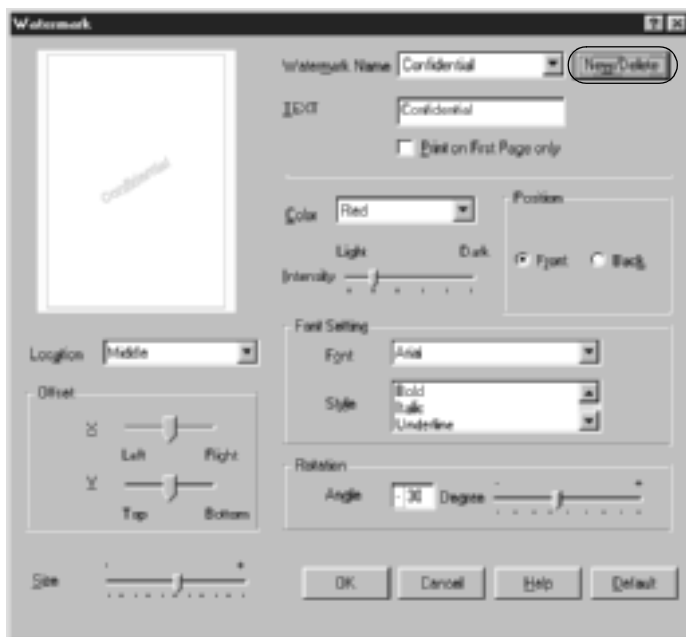 Watermark
Confidential
Watermark Name Confidential New/Delete
TEXT Confidential
Print on First Page only
Color Red
Light Dark
Intensity
Position
Front Back
Location Middle
Font Setting
Font Arial
Style Bold
Italic
Underline
Offset
X
Left Right
Y
Top Bottom
Rotation
Angle -30 Degree - +
Size - +
OK Cancel Help Default